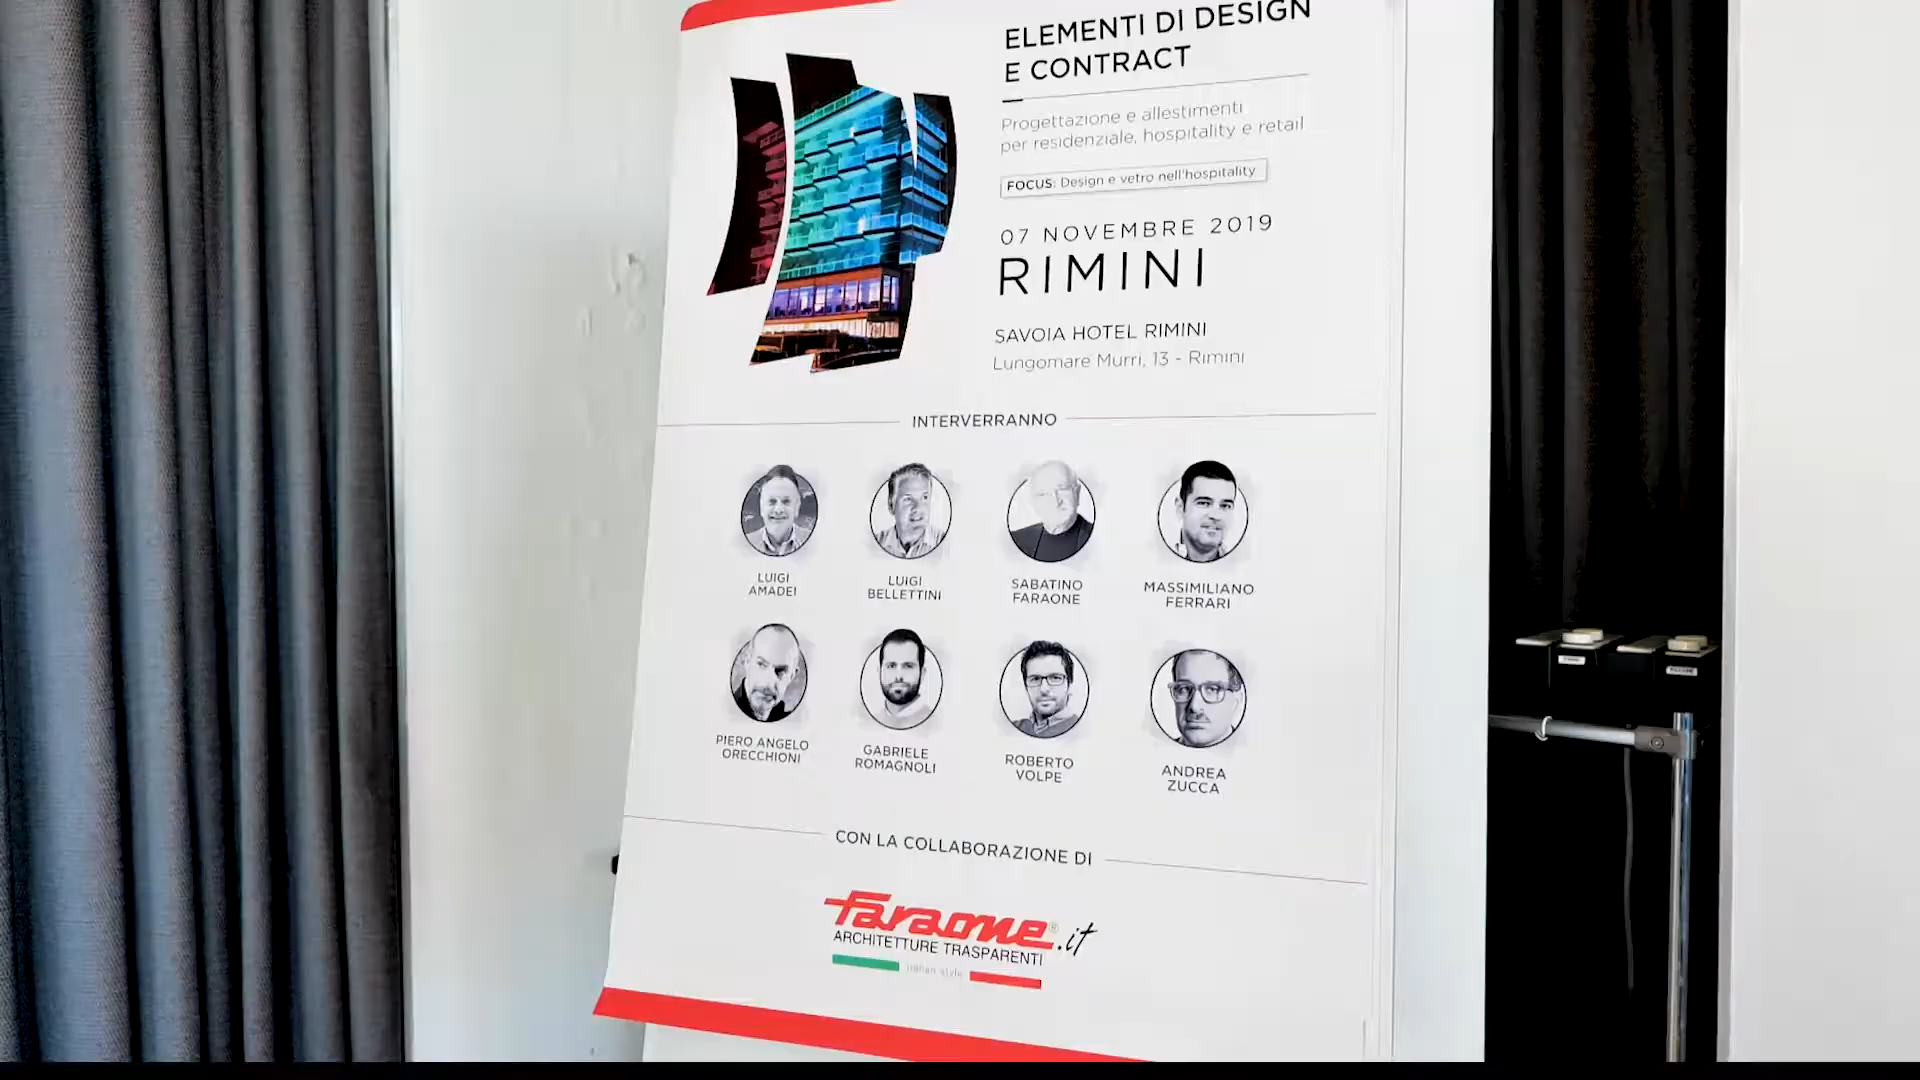 ELEMENTI DI DESIGN
E CONTRACT
Progettazione e allestimenti
per residenziale, hospitality e retail
FOCUS: Design e vetro nell'hospitality
07 NOVEMBRE 2019
RIMINI
SAVOIA HOTEL RIMINI
Lungomare Murri, 13 - Rimini
INTERVERRANNO
LUIGI
AMADEI
LUIGI
BELLETTINI
SABATINO
FARAONE
MASSIMILIANO
FERRARI
PIERO ANGELO
ORECCHIONI
GABRIELE
ROMAGNOLI
ROBERTO
VOLPE
ANDREA
ZUCCA
CON LA COLLABORAZIONE DI
Faraone®.it
ARCHITETTURE TRASPARENTI
italian style